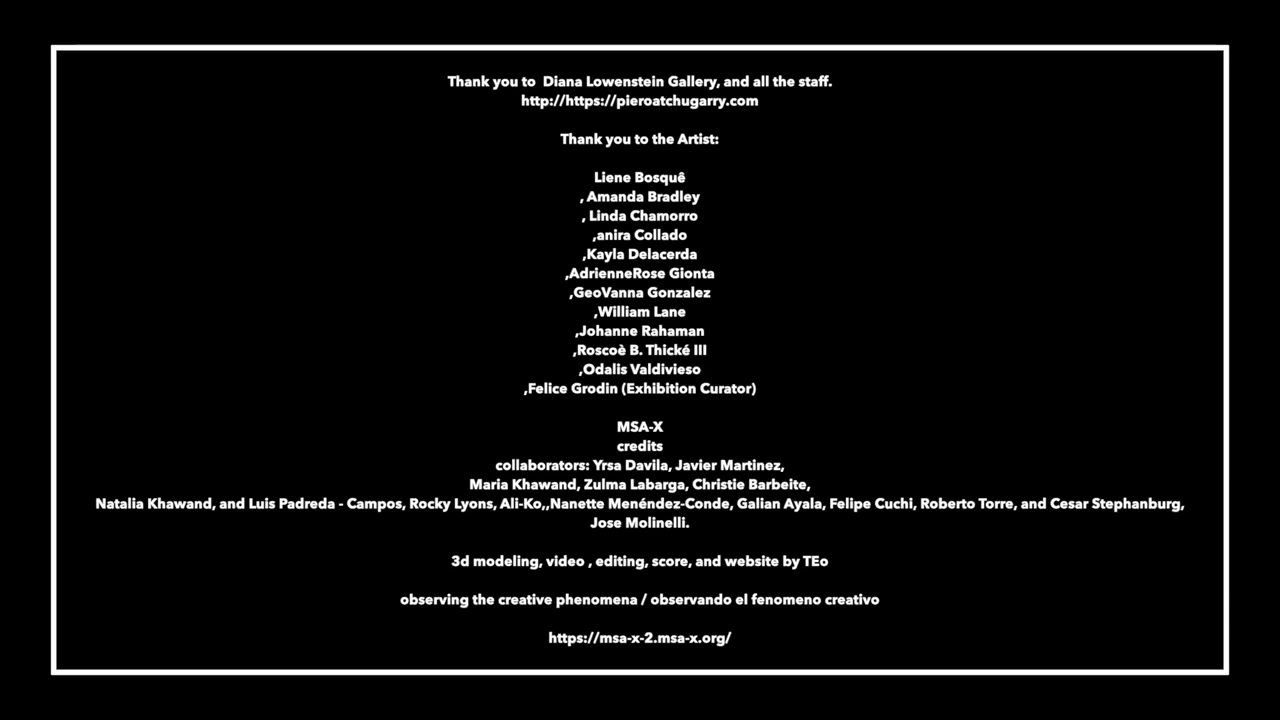 Thank you to  Diana Lowenstein Gallery, and all the staff.
http://https://pieroatchugarry.com
Thank you to the Artist:
Liene Bosquê
, Amanda Bradley
, Linda Chamorro
,anira Collado
,Kayla Delacerda
,AdrienneRose Gionta
,GeoVanna Gonzalez
,William Lane
,Johanne Rahaman
,Roscoè B. Thické III
,Odalis Valdivieso
,Felice Grodin (Exhibition Curator)
MSA-X
credits
collaborators: Yrsa Davila, Javier Martinez,
Maria Khawand, Zulma Labarga, Christie Barbeite,
Natalia Khawand, and Luis Padreda - Campos, Rocky Lyons, Ali-Ko,,Nanette Menéndez-Conde, Galian Ayala, Felipe Cuchi, Roberto Torre, and Cesar Stephanburg,
Jose Molinelli.
3d modeling, video , editing, score, and website by TEo
observing the creative phenomena / observando el fenomeno creativo
https://msa-x-2.msa-x.org/